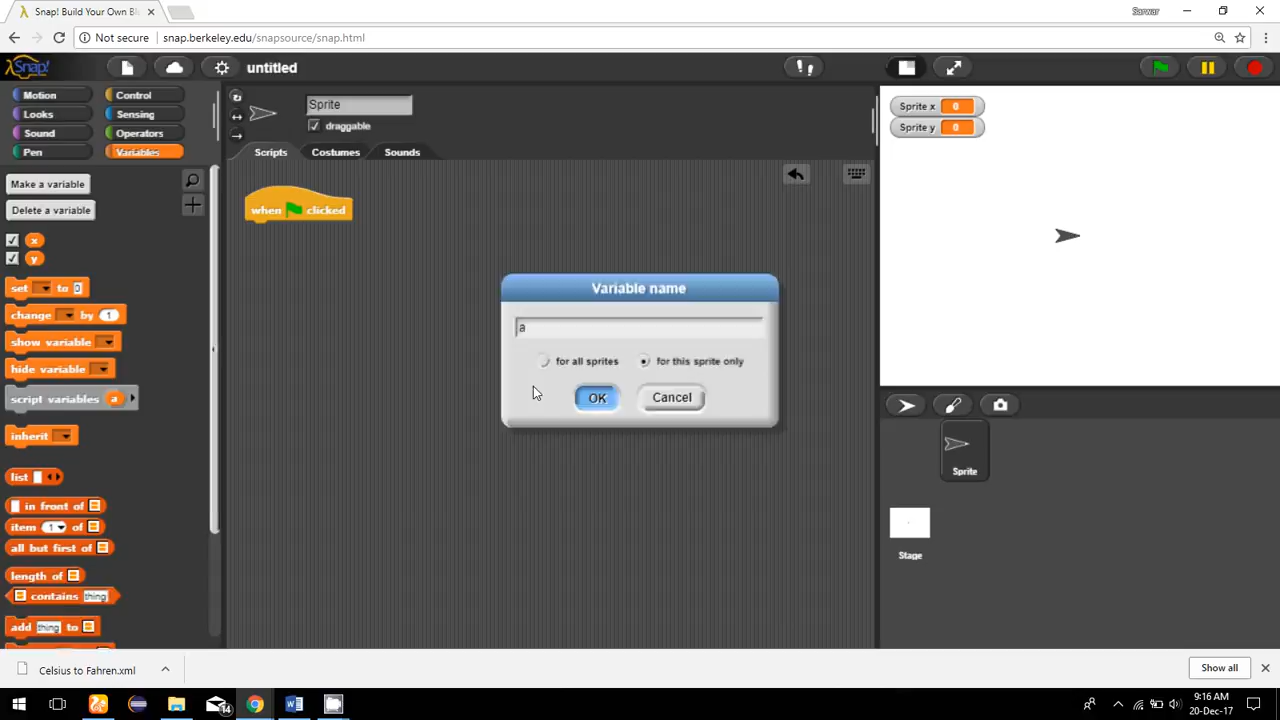 Snap! Build Your Own Bl
Sarwar
Not secure | snap.berkeley.edu/snapsource/snap.html
Snap!
untitled
Motion
Control
Looks
Sensing
Sound
Operators
Pen
Variables
Sprite
draggable
Scripts
Costumes
Sounds
Sprite x 0
Sprite y 0
Make a variable
Delete a variable
x
y
set to 0
change by 1
show variable
hide variable
script variables a
inherit
list
in front of
item 1 of
all but first of
length of
contains thing
add thing to
when clicked
Variable name
a
for all sprites
for this sprite only
OK
Cancel
Sprite
Stage
Celsius to Fahren.xml
Show all
14
9:16 AM
20-Dec-17